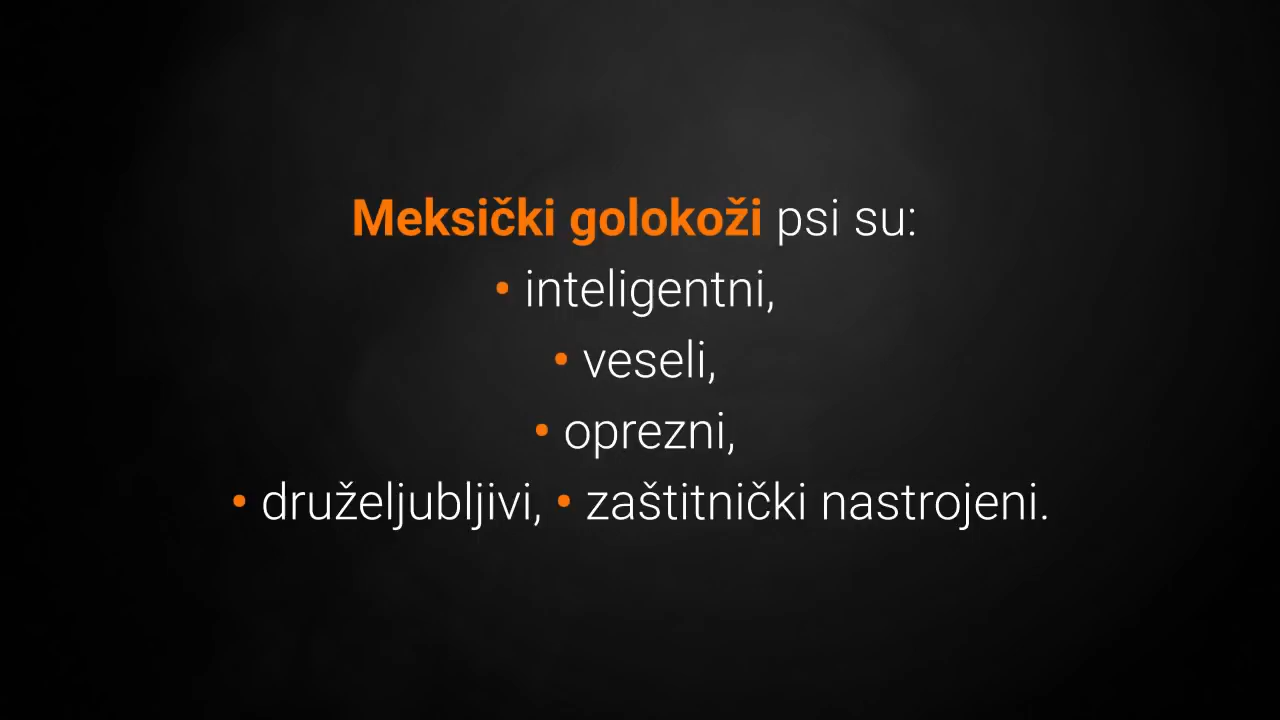 Meksički golokoži psi su:
• inteligentni,
• veseli,
• oprezni,
• druželjubljivi, • zaštitnički nastrojeni.